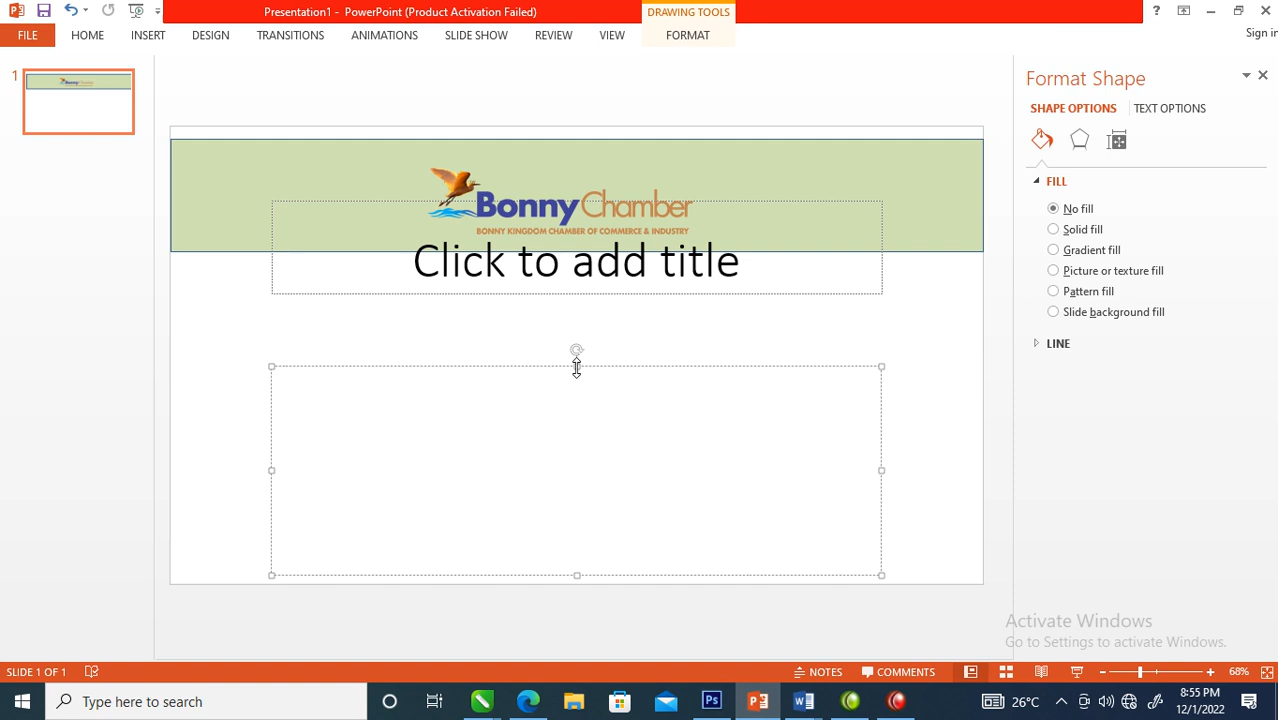 Presentation1 - PowerPoint (Product Activation Failed)
DRAWING TOOLS
?
FILE
HOME
INSERT
DESIGN
TRANSITIONS
ANIMATIONS
SLIDE SHOW
REVIEW
VIEW
FORMAT
Sign in
1
BonnyChamber
BONNY KINGDOM CHAMBER OF COMMERCE & INDUSTRY
Click to add title
Format Shape
SHAPE OPTIONS
TEXT OPTIONS
FILL
No fill
Solid fill
Gradient fill
Picture or texture fill
Pattern fill
Slide background fill
LINE
Activate Windows
Go to Settings to activate Windows.
SLIDE 1 OF 1
NOTES
COMMENTS
68%
Type here to search
Ps
26°C
8:55 PM
12/1/2022